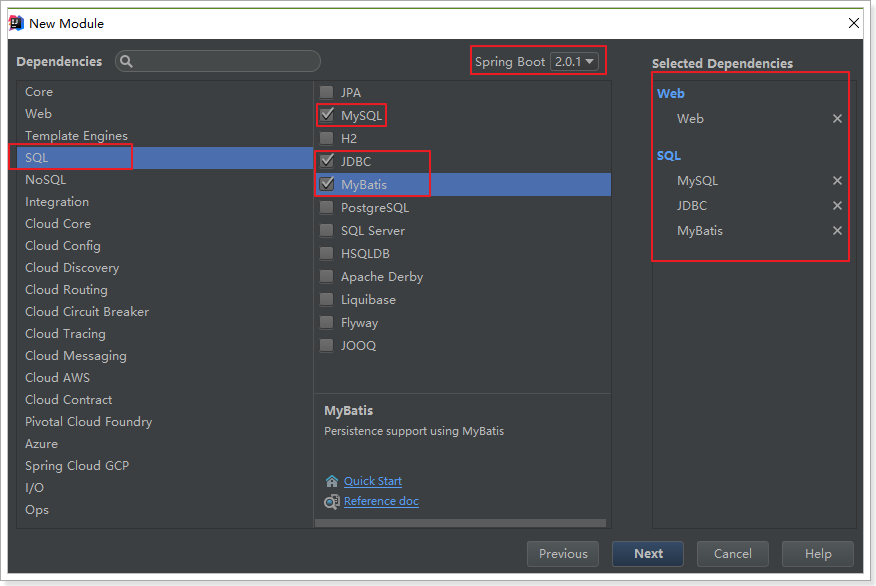 New Module
Dependencies
Spring Boot 2.0.1
Selected Dependencies
Core
Web
Template Engines
SQL
NoSQL
Integration
Cloud Core
Cloud Config
Cloud Discovery
Cloud Routing
Cloud Circuit Breaker
Cloud Tracing
Cloud Messaging
Cloud AWS
Cloud Contract
Pivotal Cloud Foundry
Azure
Spring Cloud GCP
I/O
Ops
JPA
MySQL
H2
JDBC
MyBatis
PostgreSQL
SQL Server
HSQLDB
Apache Derby
Liquibase
Flyway
JOOQ
MyBatis
Persistence support using MyBatis
Quick Start
Reference doc
Web
Web
SQL
MySQL
JDBC
MyBatis
Previous
Next
Cancel
Help